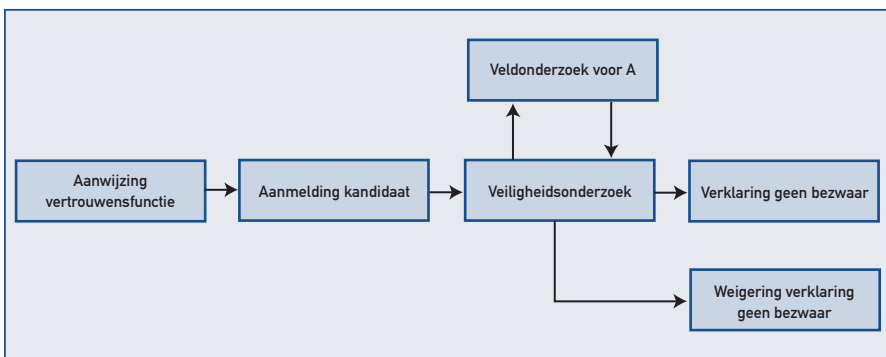 Veldonderzoek voor A
Aanwijzing
vertrouwensfunctie
Aanmelding kandidaat
Veiligheidsonderzoek
Verklaring geen bezwaar
Weigering verklaring
geen bezwaar